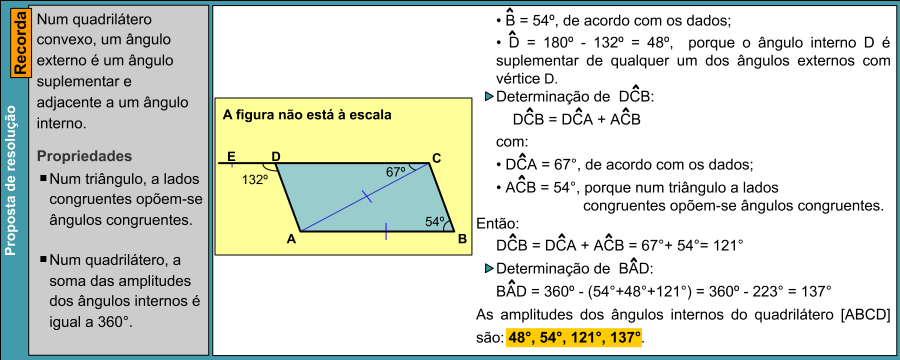 Proposta de resolução
Recorda
Num quadrilátero
convexo, um ângulo
externo é um ângulo
suplementar e
adjacente a um ângulo
interno.
Propriedades
▪Num triângulo, a lados
congruentes opõem-se
ângulos congruentes.
▪Num quadrilátero, a
soma das amplitudes
dos ângulos internos é
igual a 360°.
A figura não está à escala
E D C
67º
132º
54º
A B
• B̂ = 54º, de acordo com os dados;
• D̂ = 180º - 132º = 48º, porque o ângulo interno D é
suplementar de qualquer um dos ângulos externos com
vértice D.
Determinação de DĈB:
DĈB = DĈA + AĈB
com:
• DĈA = 67°, de acordo com os dados;
• AĈB = 54°, porque num triângulo a lados
congruentes opõem-se ângulos congruentes.
Então:
DĈB = DĈA + AĈB = 67°+ 54°= 121°
Determinação de BÂD:
BÂD = 360º - (54°+48°+121°) = 360º - 223° = 137°
As amplitudes dos ângulos internos do quadrilátero [ABCD]
são: 48°, 54°, 121°, 137°.